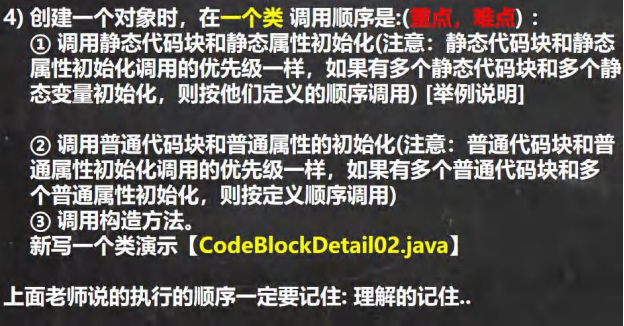 4) 创建一个对象时，在一个类 调用顺序是:(重点，难点)：
① 调用静态代码块和静态属性初始化(注意：静态代码块和静态
属性初始化调用的优先级一样，如果有多个静态代码块和多个静
态变量初始化，则按他们定义的顺序调用) [举例说明]
② 调用普通代码块和普通属性的初始化(注意：普通代码块和普
通属性初始化调用的优先级一样，如果有多个普通代码块和多
个普通属性初始化，则按定义顺序调用)
③ 调用构造方法。
新写一个类演示【CodeBlockDetail02.java】
上面老师说的执行的顺序一定要记住: 理解的记住..